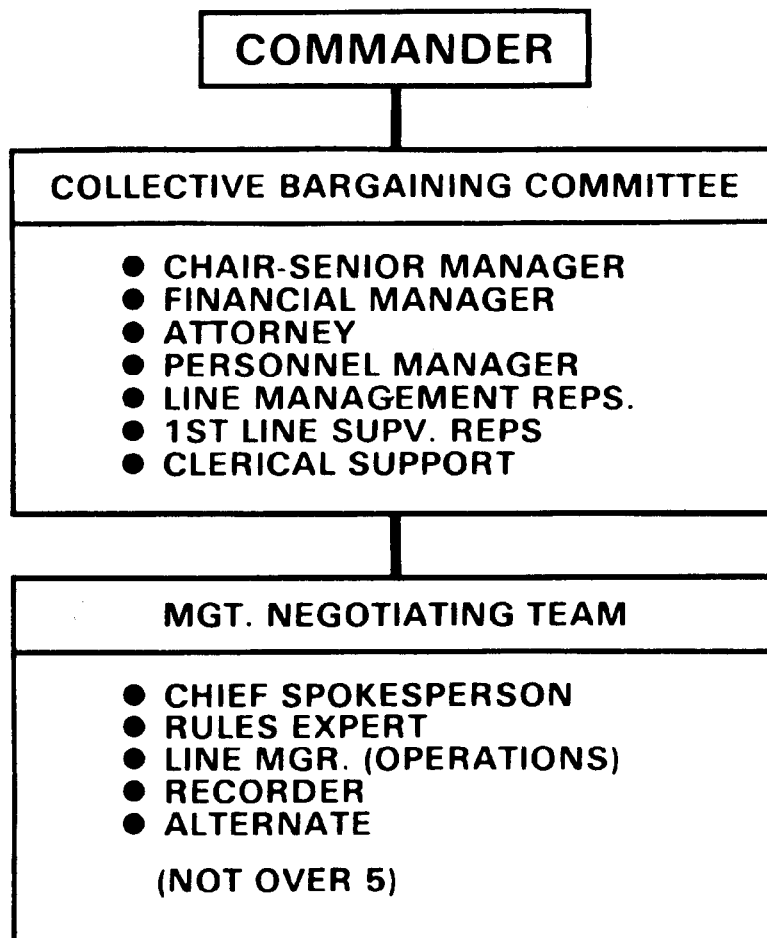 COMMANDER
COLLECTIVE BARGAINING COMMITTEE
● CHAIR-SENIOR MANAGER
● FINANCIAL MANAGER
● ATTORNEY
● PERSONNEL MANAGER
● LINE MANAGEMENT REPS.
● 1ST LINE SUPV. REPS
● CLERICAL SUPPORT
MGT. NEGOTIATING TEAM
● CHIEF SPOKESPERSON
● RULES EXPERT
● LINE MGR. (OPERATIONS)
● RECORDER
● ALTERNATE
(NOT OVER 5)